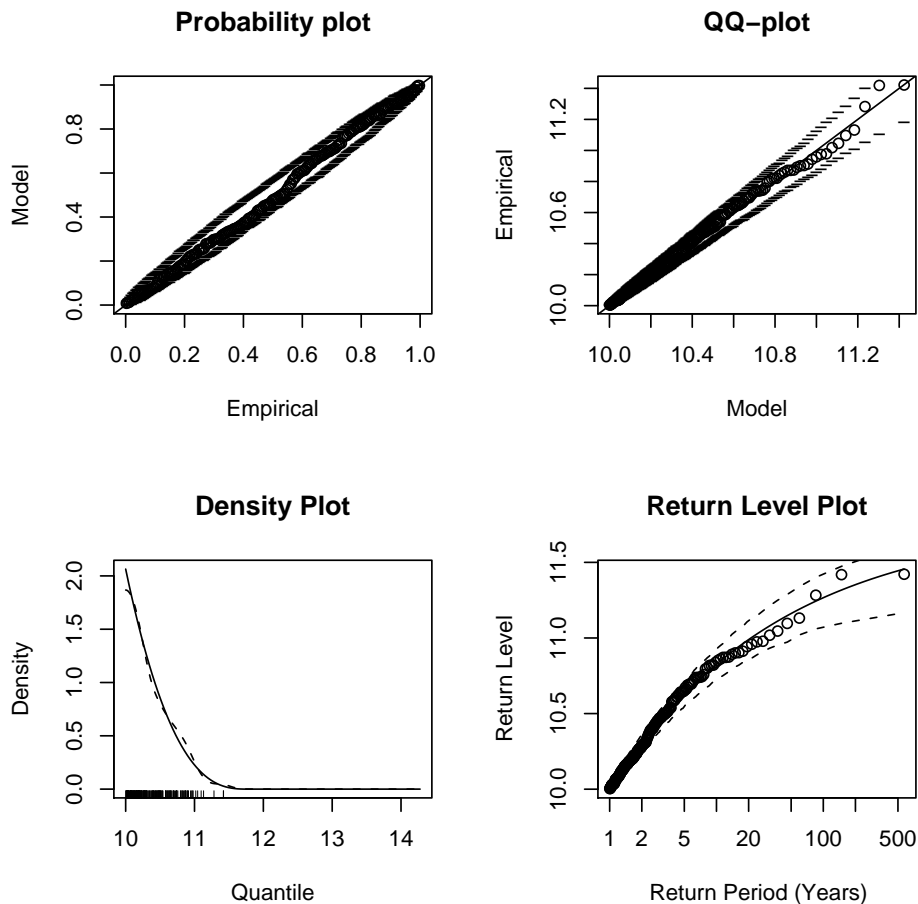 Probability plot
Model
0.0 0.4 0.8
0.0 0.2 0.4 0.6 0.8 1.0
Empirical
QQ−plot
Empirical
10.0 10.6 11.2
10.0 10.4 10.8 11.2
Model
Density Plot
Density
0.0 0.5 1.0 1.5 2.0
10 11 12 13 14
Quantile
Return Level Plot
Return Level
10.0 10.5 11.0 11.5
1 2 5 20 100 500
Return Period (Years)